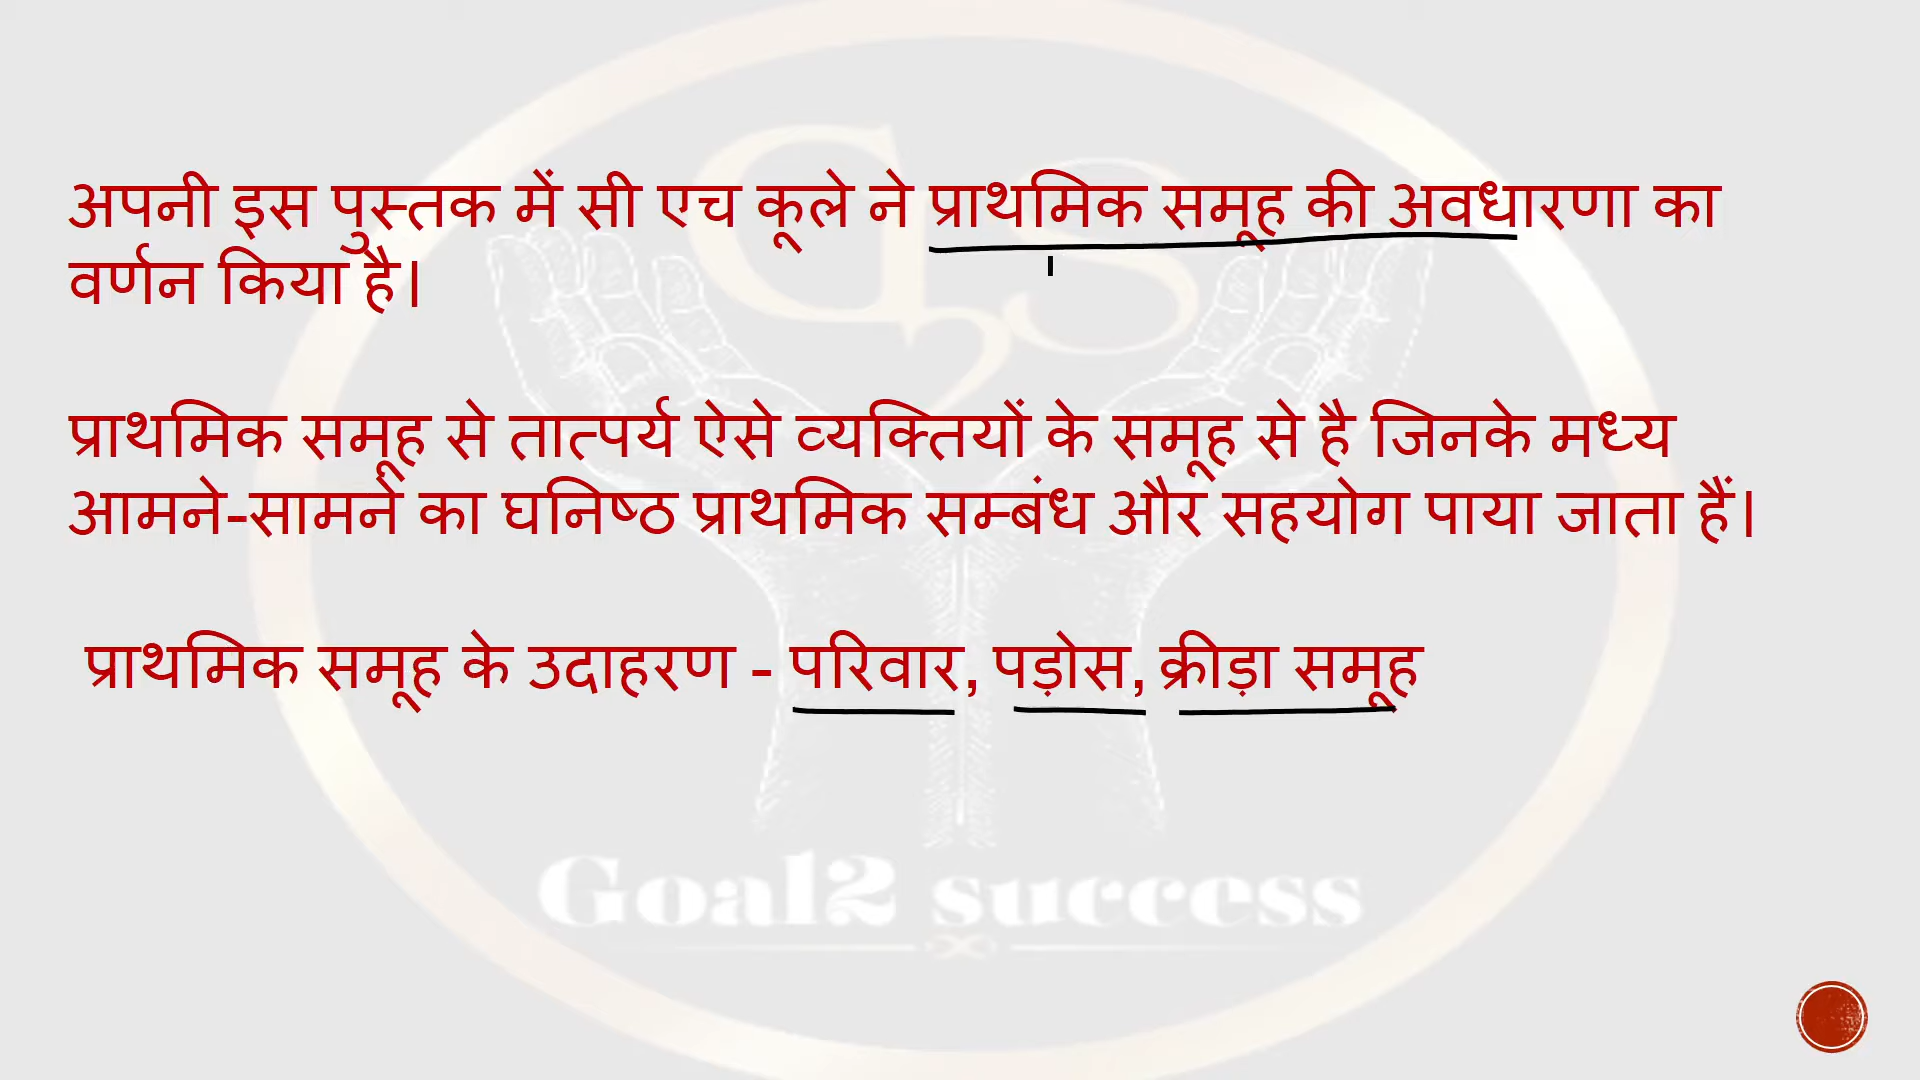 अपनी इस पुस्तक में सी एच कूले ने प्राथमिक समूह की अवधारणा का
वर्णन किया है।
प्राथमिक समूह से तात्पर्य ऐसे व्यक्तियों के समूह से है जिनके मध्य
आमने-सामने का घनिष्ठ प्राथमिक सम्बंध और सहयोग पाया जाता हैं।
प्राथमिक समूह के उदाहरण - परिवार, पड़ोस, क्रीड़ा समूह
G2S
Goal2 success